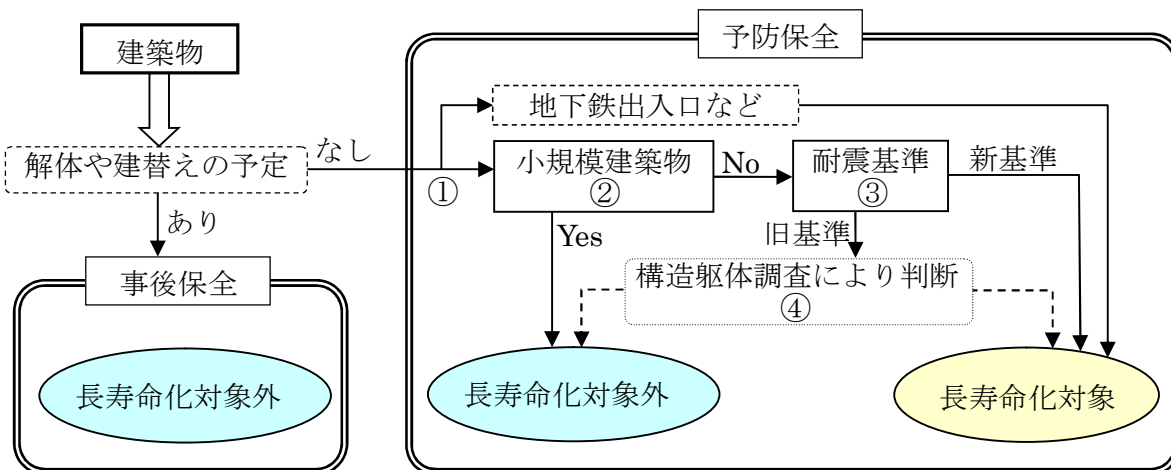 建築物
予防保全
地下鉄出入口など
解体や建替えの予定
なし
①
小規模建築物
②
No
耐震基準
③
新基準
あり
Yes
旧基準
事後保全
構造躯体調査により判断
④
長寿命化対象外
長寿命化対象外
長寿命化対象